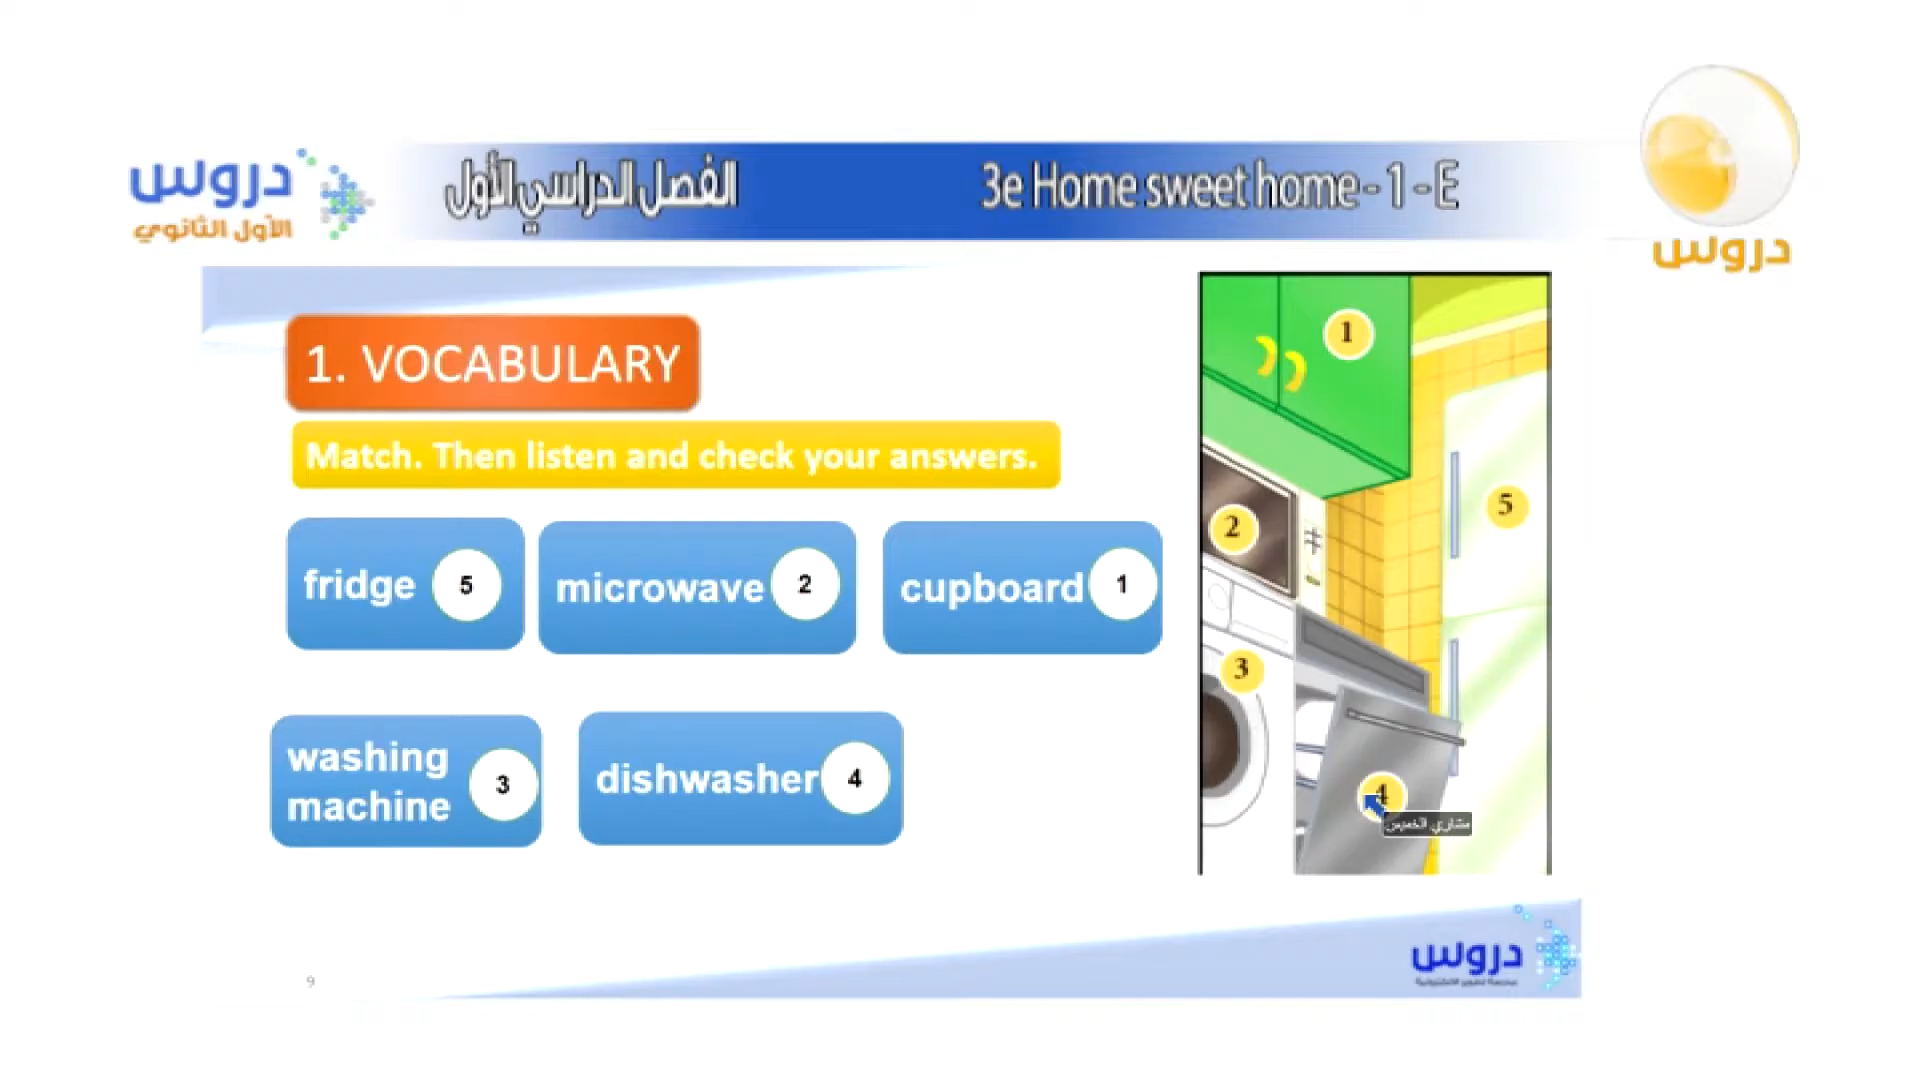 دروس
الأول الثانوي
الفصل الدراسي الأول
3e Home sweet home - 1 - E
دروس
1. VOCABULARY
Match. Then listen and check your answers.
fridge 5
microwave 2
cupboard 1
washing
machine
3
dishwasher 4
1
2
5
3
4
مشاري الخميس
دروس
9